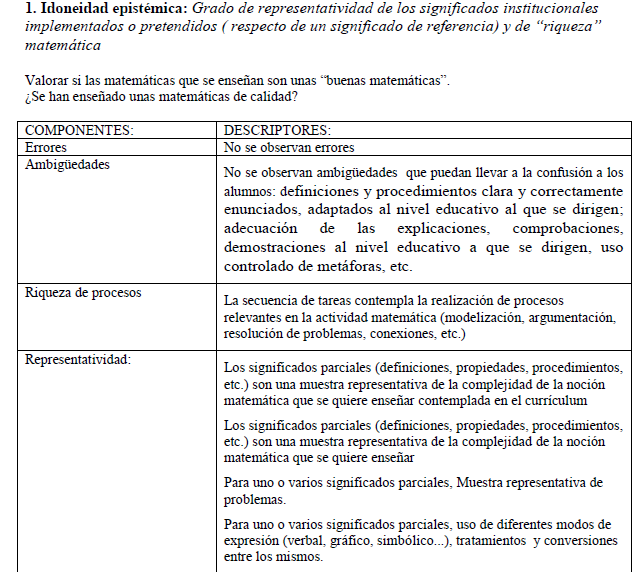 1. Idoneidad epistémica: Grado de representatividad de los significados institucionales
implementados o pretendidos ( respecto de un significado de referencia) y de “riqueza”
matemática
Valorar si las matemáticas que se enseñan son unas “buenas matemáticas”.
¿Se han enseñado unas matemáticas de calidad?
COMPONENTES:
DESCRIPTORES:
Errores
No se observan errores
Ambigüedades
No se observan ambigüedades que puedan llevar a la confusión a los
alumnos: definiciones y procedimientos clara y correctamente
enunciados, adaptados al nivel educativo al que se dirigen;
adecuación de las explicaciones, comprobaciones,
demostraciones al nivel educativo a que se dirigen, uso
controlado de metáforas, etc.
Riqueza de procesos
La secuencia de tareas contempla la realización de procesos
relevantes en la actividad matemática (modelización, argumentación,
resolución de problemas, conexiones, etc.)
Representatividad:
Los significados parciales (definiciones, propiedades, procedimientos,
etc.) son una muestra representativa de la complejidad de la noción
matemática que se quiere enseñar contemplada en el currículum
Los significados parciales (definiciones, propiedades, procedimientos,
etc.) son una muestra representativa de la complejidad de la noción
matemática que se quiere enseñar
Para uno o varios significados parciales, Muestra representativa de
problemas.
Para uno o varios significados parciales, uso de diferentes modos de
expresión (verbal, gráfico, simbólico...), tratamientos y conversiones
entre los mismos.